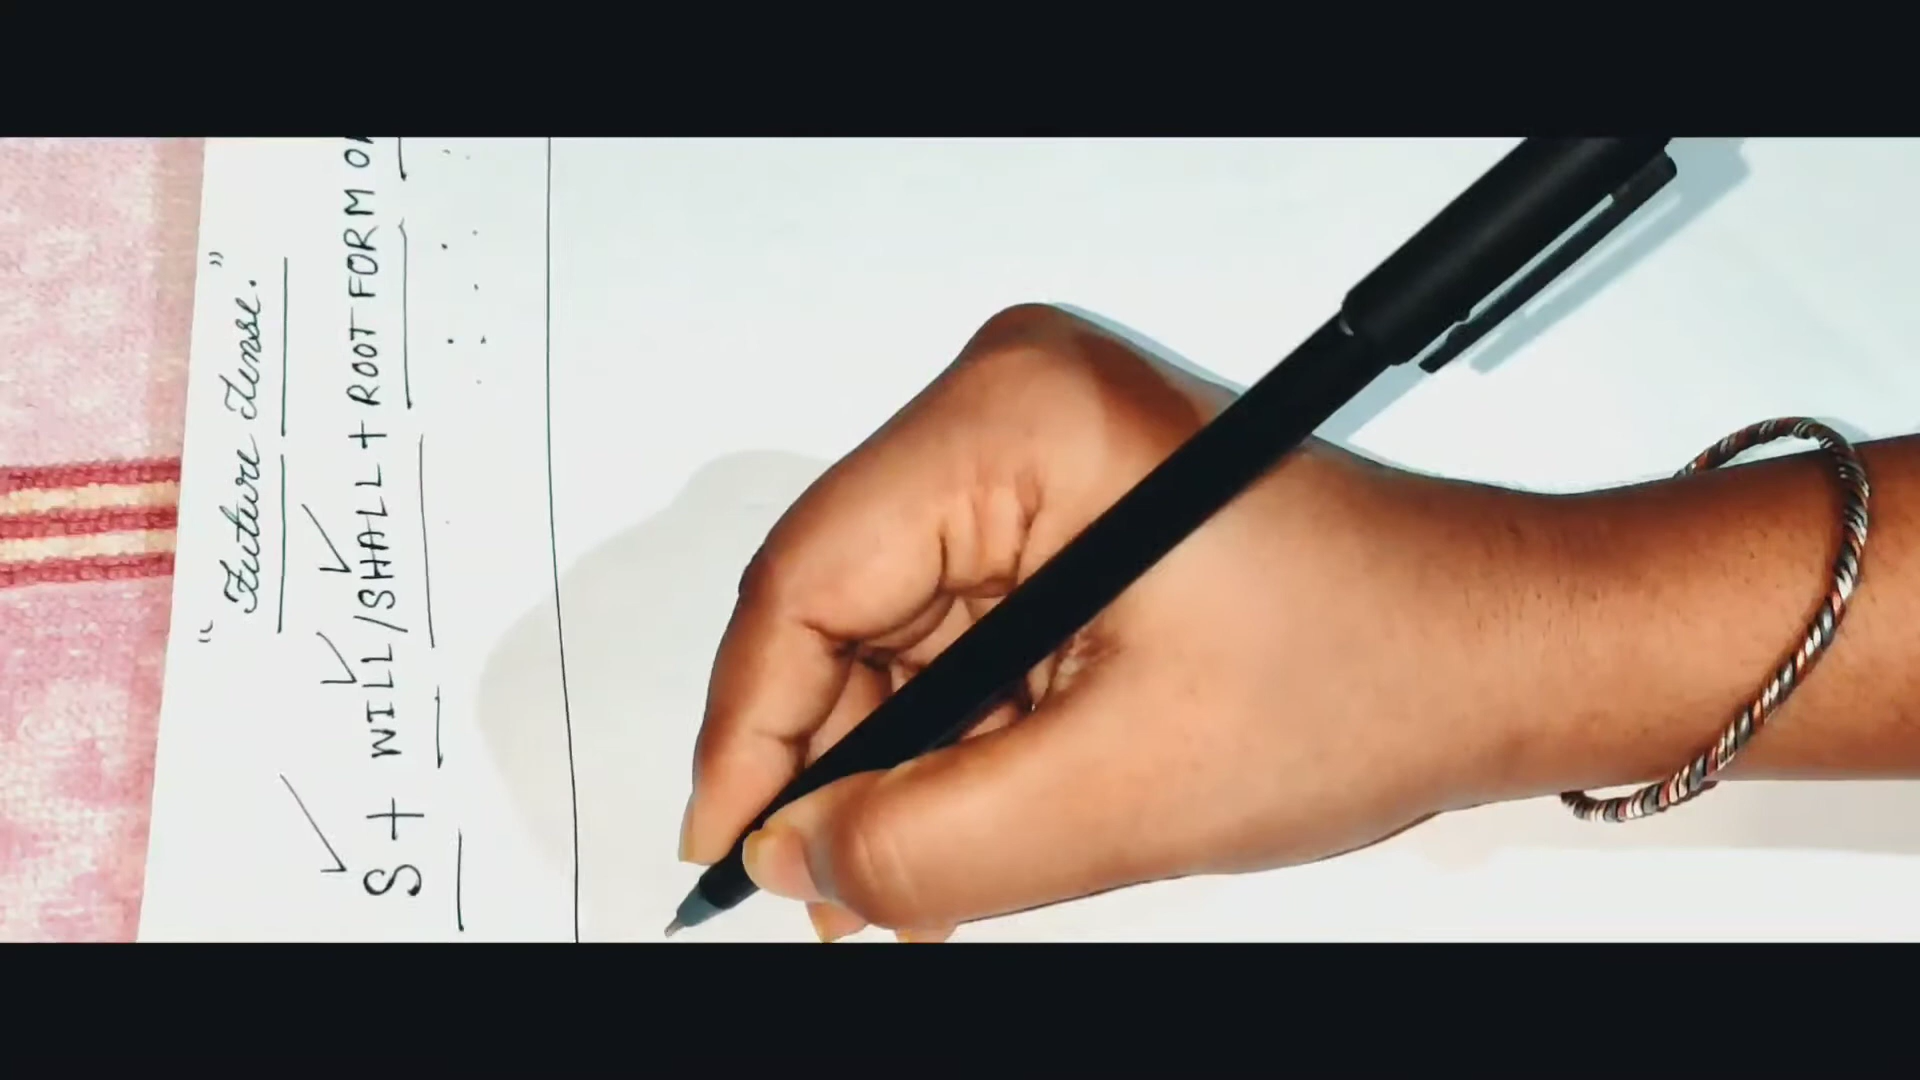 "Future Tense."
S + WILL/SHALL + ROOT FORM